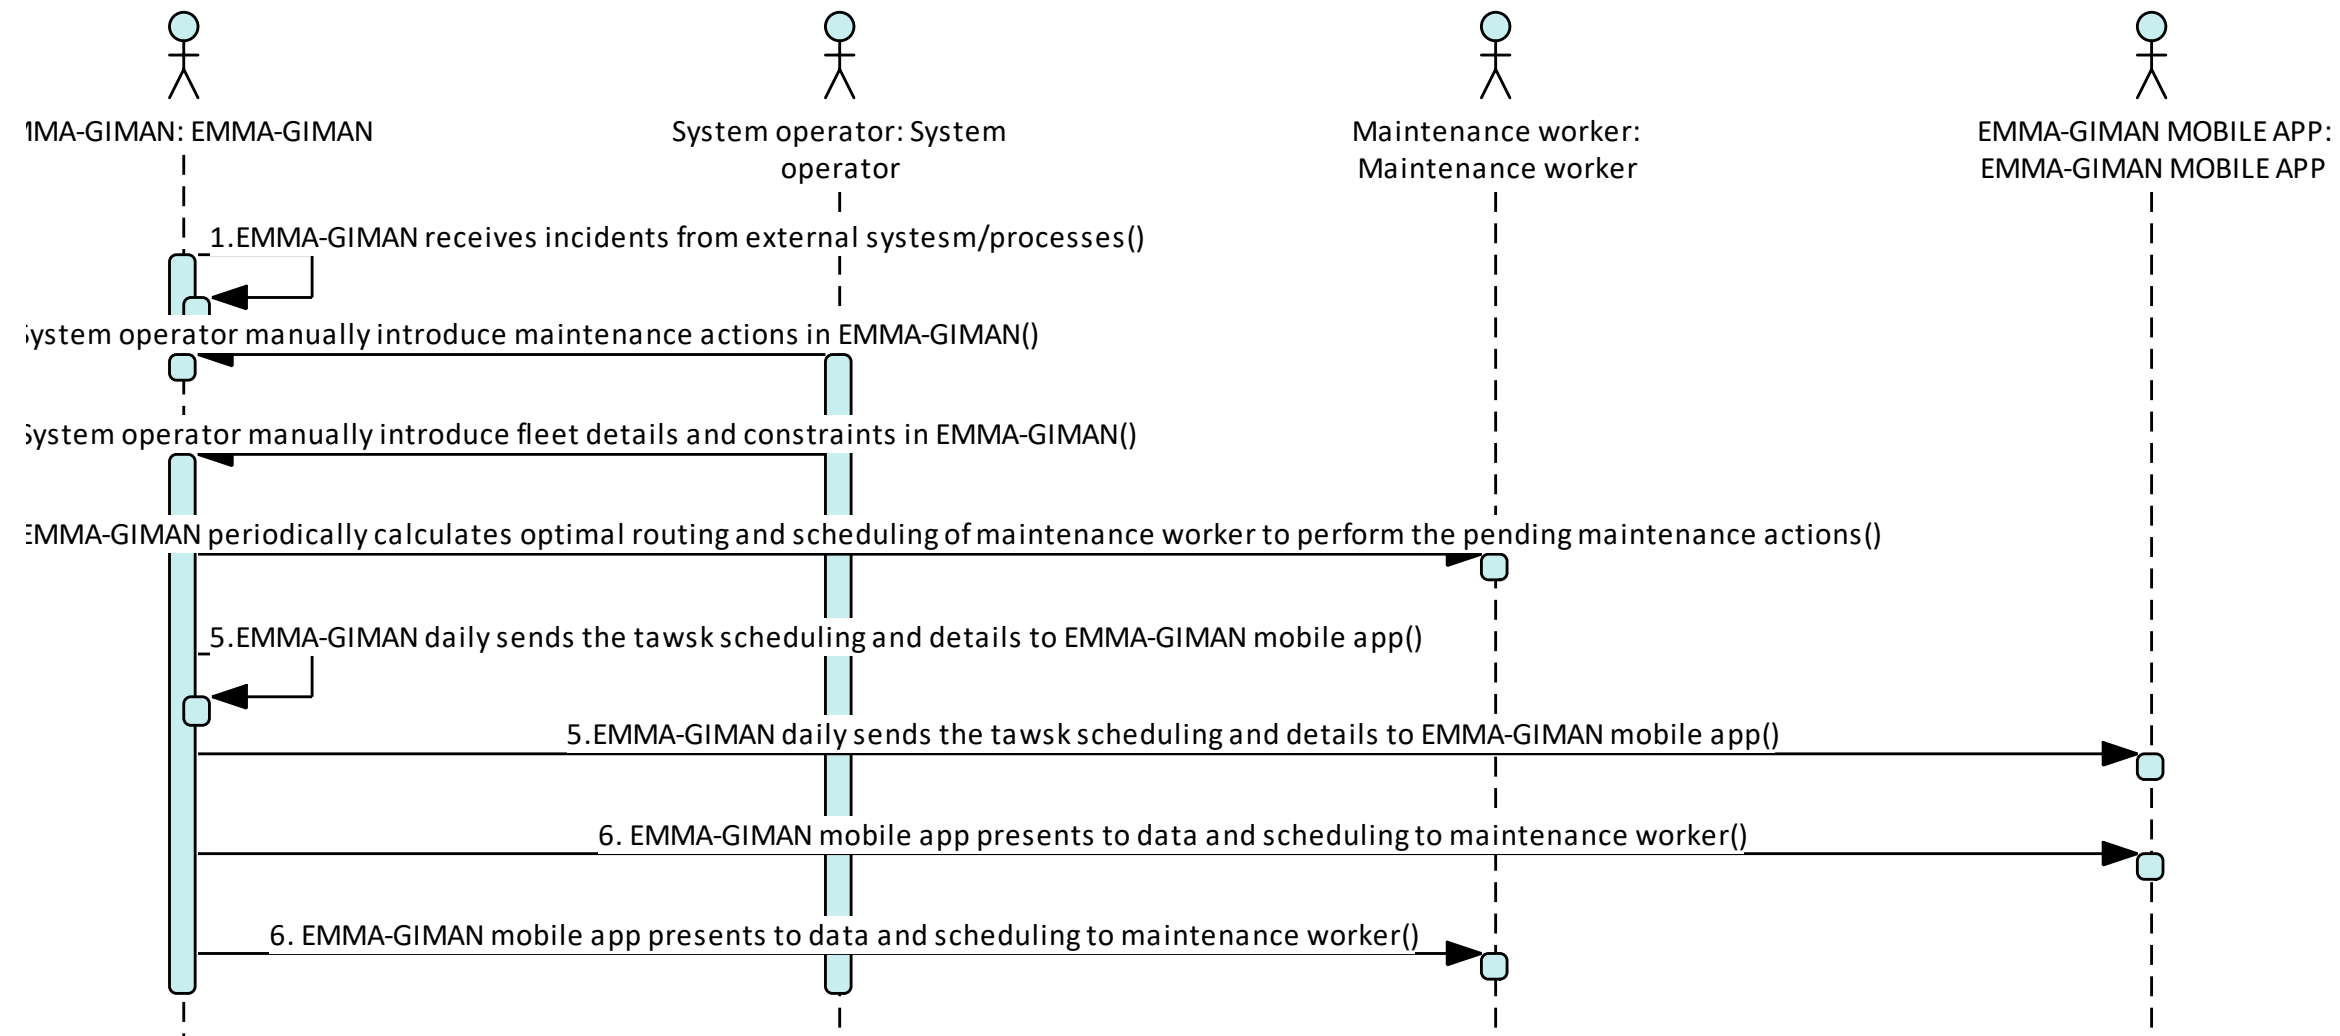 MMA-GIMAN: EMMA-GIMAN
System operator: System
operator
Maintenance worker:
Maintenance worker
EMMA-GIMAN MOBILE APP:
EMMA-GIMAN MOBILE APP
1.EMMA-GIMAN receives incidents from external systesm/processes()
System operator manually introduce maintenance actions in EMMA-GIMAN()
System operator manually introduce fleet details and constraints in EMMA-GIMAN()
EMMA-GIMAN periodically calculates optimal routing and scheduling of maintenance worker to perform the pending maintenance actions()
5.EMMA-GIMAN daily sends the tawsk scheduling and details to EMMA-GIMAN mobile app()
5.EMMA-GIMAN daily sends the tawsk scheduling and details to EMMA-GIMAN mobile app()
6. EMMA-GIMAN mobile app presents to data and scheduling to maintenance worker()
6. EMMA-GIMAN mobile app presents to data and scheduling to maintenance worker()